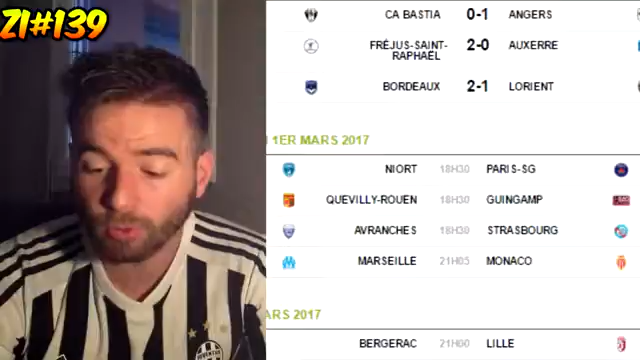 ZI#139
CA BASTIA 0-1 ANGERS
FRÉJUS-SAINT-
RAPHAËL 2-0 AUXERRE
BORDEAUX 2-1 LORIENT
1ER MARS 2017
NIORT 18H30 PARIS-SG
QUEVILLY-ROUEN 18H30 GUINGAMP
AVRANCHES 18H30 STRASBOURG
MARSEILLE 21H05 MONACO
ARS 2017
BERGERAC 21H00 LILLE
JUVENTUS